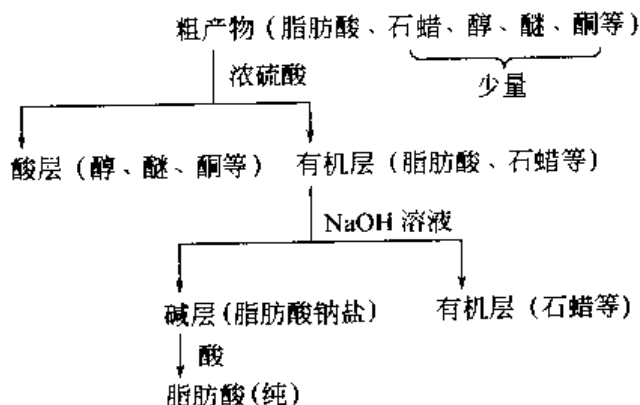 粗产物(脂肪酸、石蜡、醇、醚、酮等)
浓硫酸
少量
酸层(醇、醚、酮等)
有机层(脂肪酸、石蜡等)
NaOH 溶液
碱层(脂肪酸钠盐)
有机层(石蜡等)
酸
脂肪酸(纯)